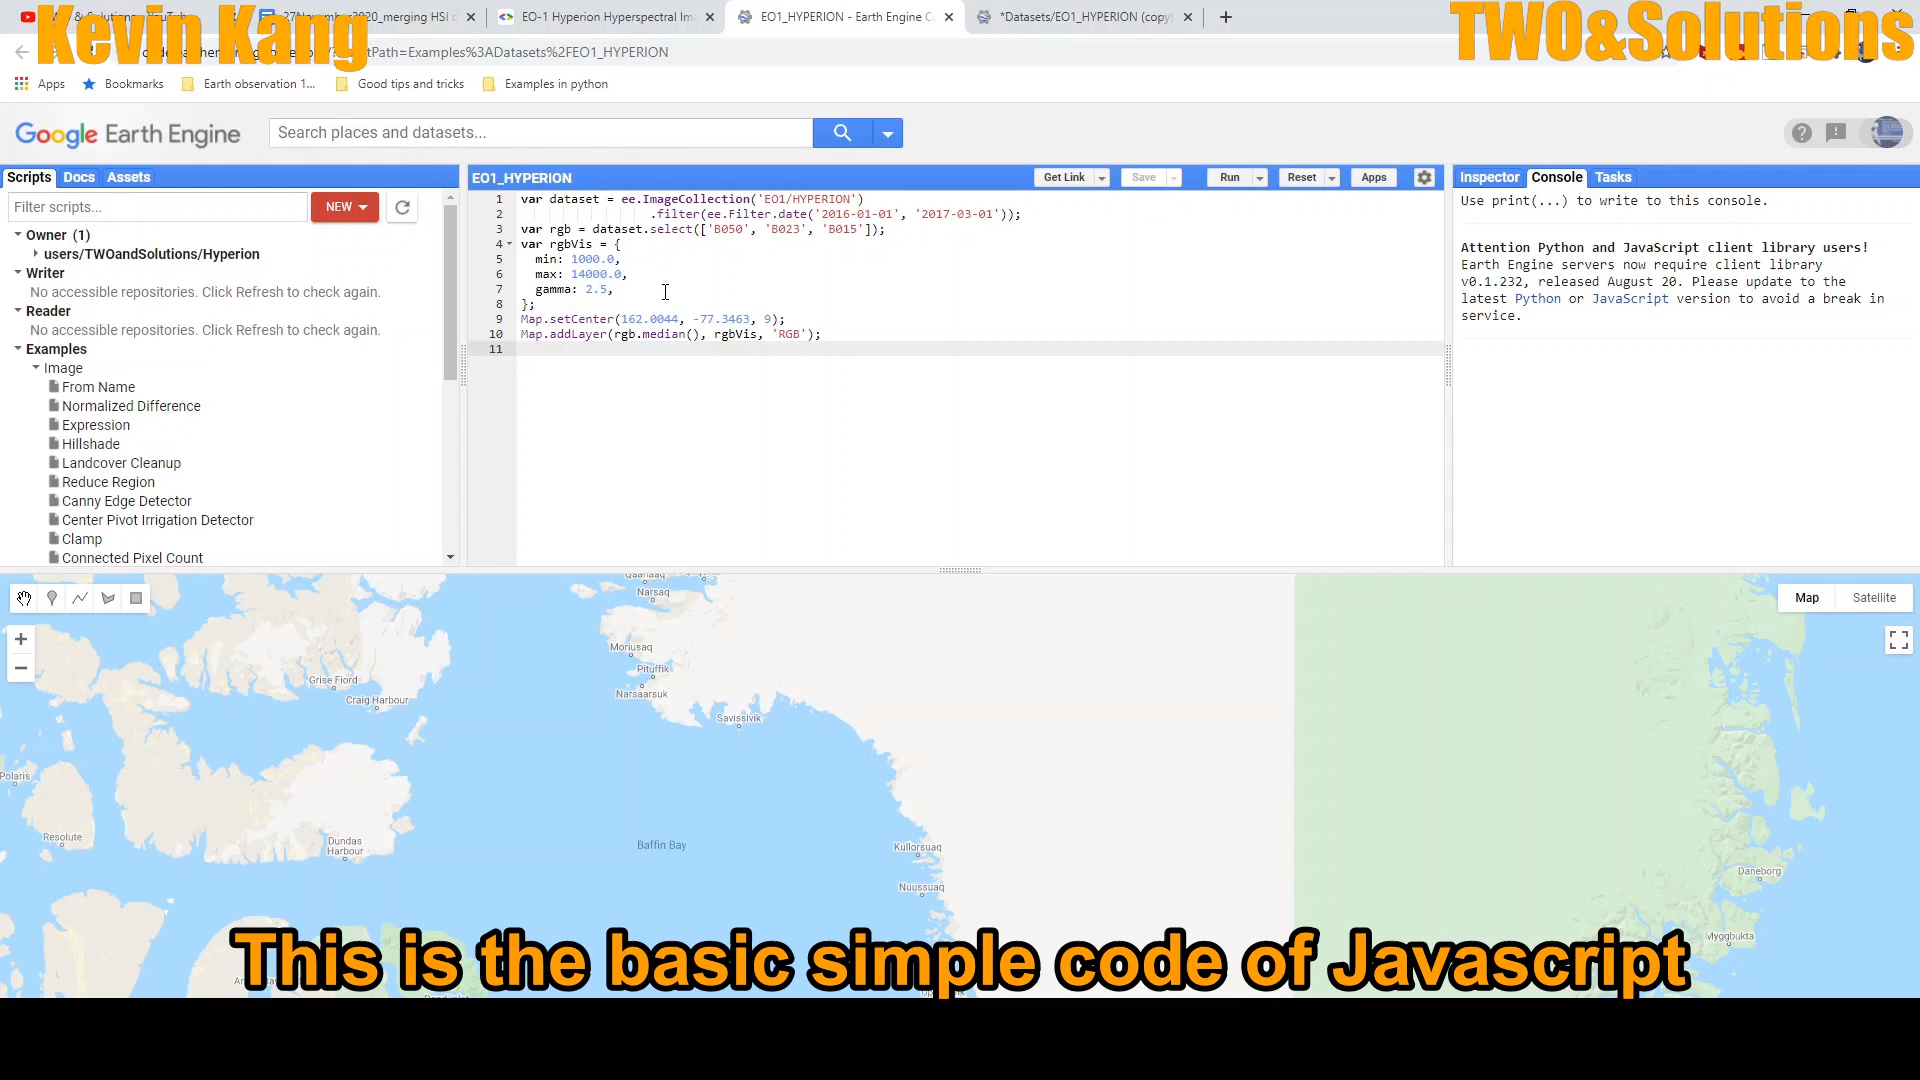 Kevin Kang
TWO&Solutions
27November2020_merging HSI
EO-1 Hyperion Hyperspectral Im
EO1_HYPERION - Earth Engine C
*Datasets/EO1_HYPERION (copy)
Path=Examples%3ADatasets%2FEO1_HYPERION
Apps
Bookmarks
Earth observation 1...
Good tips and tricks
Examples in python
Google Earth Engine
Search places and datasets...
Scripts
Docs
Assets
Filter scripts...
NEW
Owner (1)
users/TWOandSolutions/Hyperion
Writer
No accessible repositories. Click Refresh to check again.
Reader
No accessible repositories. Click Refresh to check again.
Examples
Image
From Name
Normalized Difference
Expression
Hillshade
Landcover Cleanup
Reduce Region
Canny Edge Detector
Center Pivot Irrigation Detector
Clamp
Connected Pixel Count
EO1_HYPERION
Get Link
Save
Run
Reset
Apps
1 var dataset = ee.ImageCollection('EO1/HYPERION')
2 .filter(ee.Filter.date('2016-01-01', '2017-03-01'));
3 var rgb = dataset.select(['B050', 'B023', 'B015']);
4 var rgbVis = {
5 min: 1000.0,
6 max: 14000.0,
7 gamma: 2.5,
8 };
9 Map.setCenter(162.0044, -77.3463, 9);
10 Map.addLayer(rgb.median(), rgbVis, 'RGB');
11
Inspector
Console
Tasks
Use print(...) to write to this console.
Attention Python and JavaScript client library users!
Earth Engine servers now require client library
v0.1.232, released August 20. Please update to the
latest Python or JavaScript version to avoid a break in
service.
Map
Satellite
Narsaq
Moriusaq
Pituffik
Narsaarsuk
Savissivik
Grise Fiord
Craig Harbour
Polaris
Resolute
Dundas
Harbour
Baffin Bay
Kullorsuaq
Nuussuaq
Daneborg
Myggbukta
This is the basic simple code of Javascript